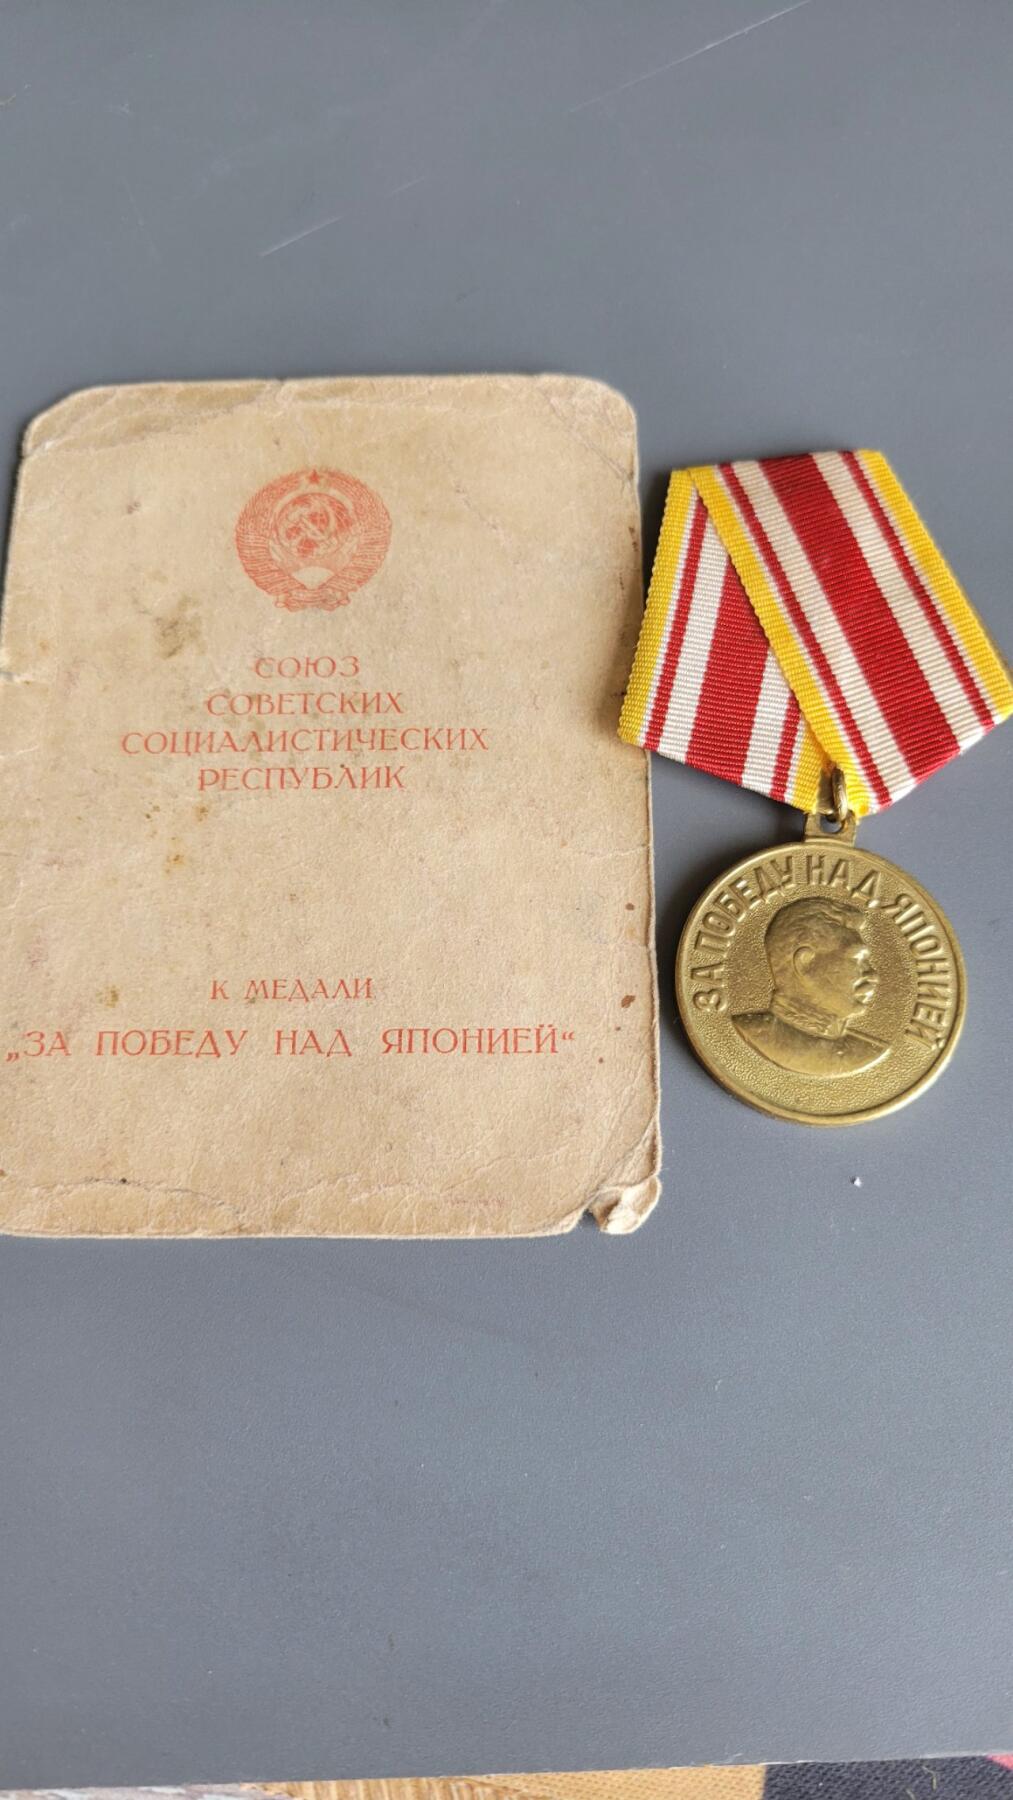 СОЮЗ
СОВЕТСКИХ
СОЦИАЛИСТИЧЕСКИХ
РЕСПУБЛИК
К МЕДАЛИ
„ЗА ПОБЕДУ НАД ЯПОНИЕЙ“
ЗА ПОБЕДУ НАД ЯПОНИЕЙ